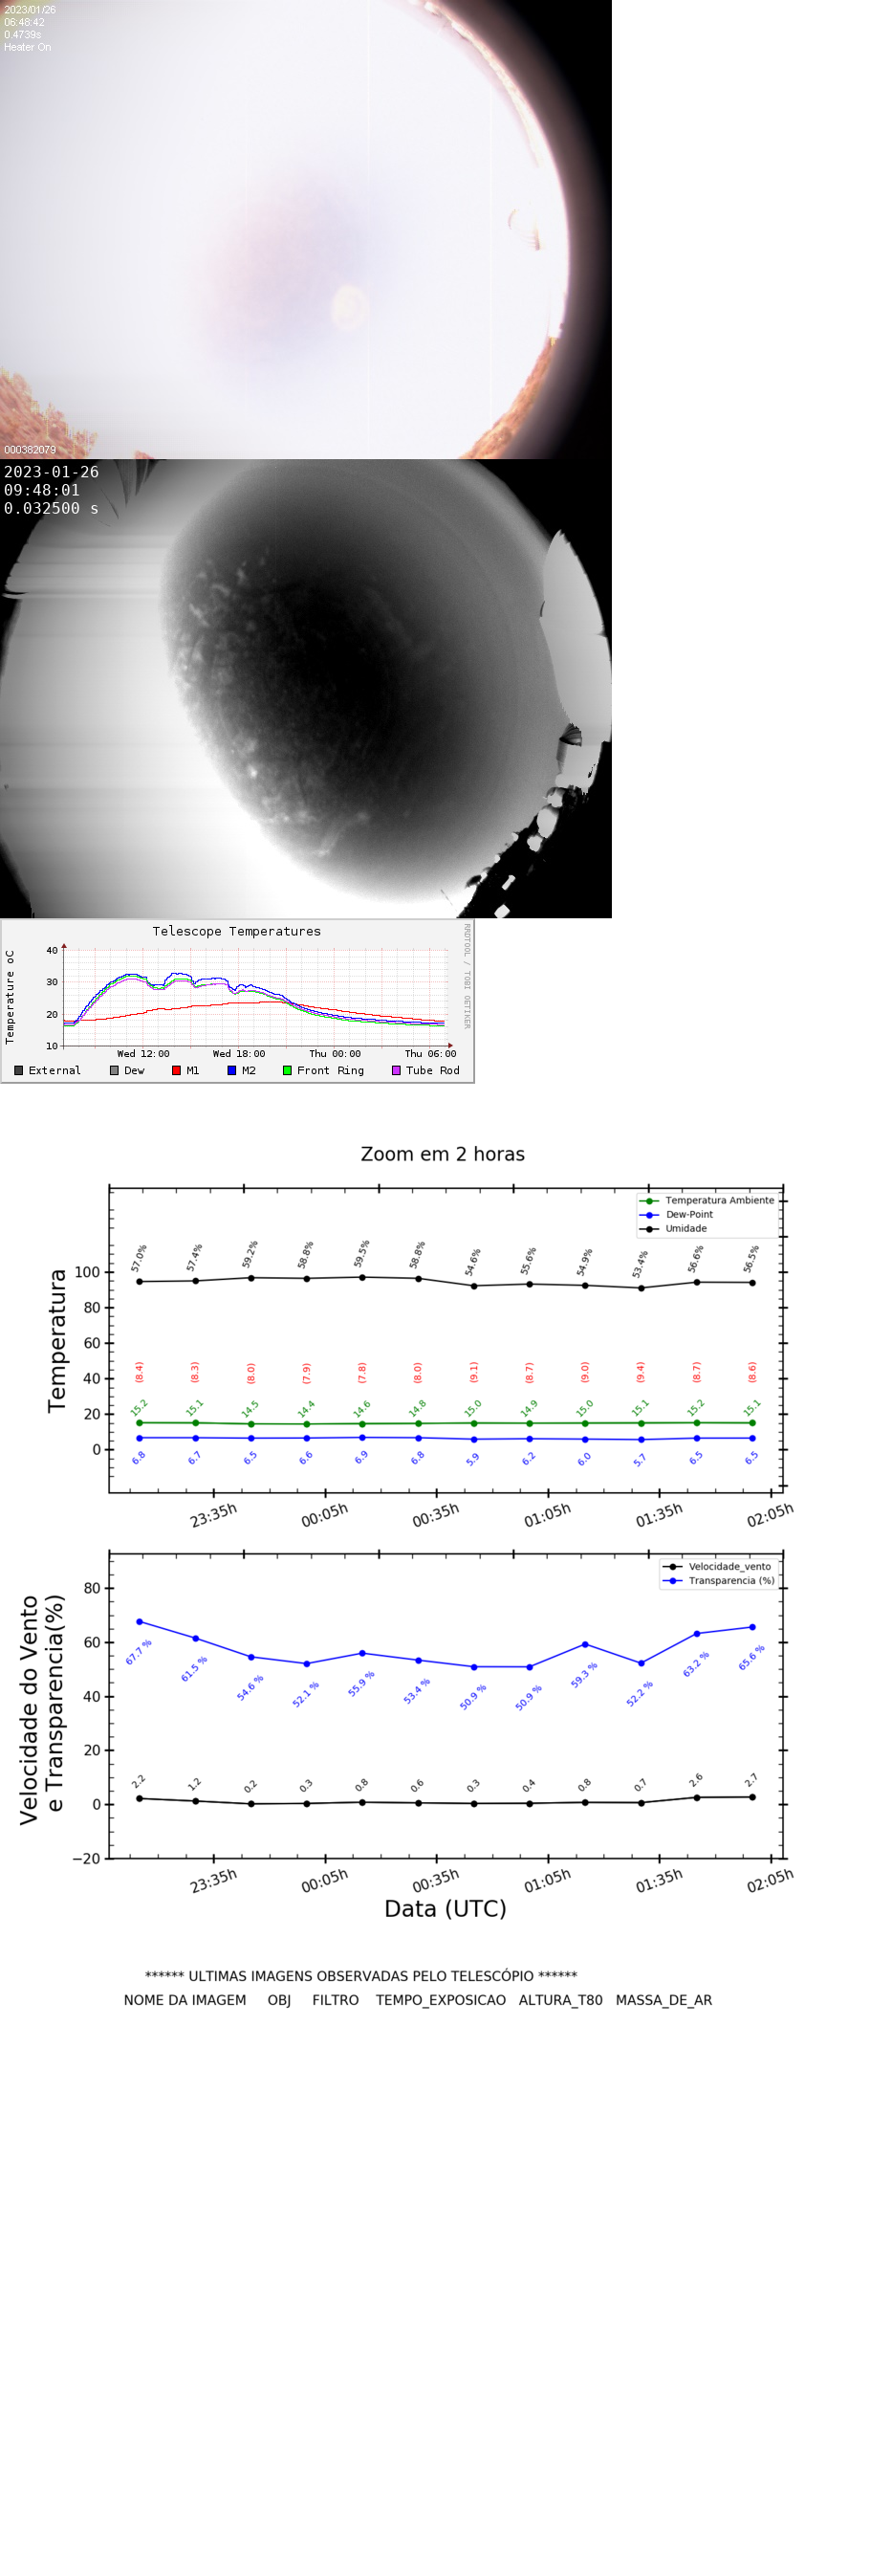 2023/01/26
06:48:42
0.4739s
Heater On
000382079
2023-01-26
09:48:01
0.032500 s
Telescope Temperatures
RRDTOOL / TOBI OETIKER
Temperature oC
40
30
20
10
Wed 12:00 Wed 18:00 Thu 00:00 Thu 06:00
External Dew M1 M2 Front Ring Tube Rod
Zoom em 2 horas
Temperatura Ambiente
Dew-Point
Umidade
57.0% 57.4% 59.2% 58.8% 59.5% 58.8% 54.6% 55.6% 54.9% 53.4% 56.6% 56.5%
Temperatura
100
80
60
40
20
0
(8.4) (8.3) (8.0) (7.9) (7.8) (8.0) (9.1) (8.7) (9.0) (9.4) (8.7) (8.6)
15.2 15.1 14.5 14.4 14.6 14.8 15.0 14.9 15.0 15.1 15.2 15.1
6.8 6.7 6.5 6.6 6.9 6.8 5.9 6.2 6.0 5.7 6.5 6.5
23:35h 00:05h 00:35h 01:05h 01:35h 02:05h
Velocidade_vento
Transparencia (%)
Velocidade do Vento
e Transparencia(%)
80
60
40
20
0
−20
67.7 % 61.5 % 54.6 % 52.1 % 55.9 % 53.4 % 50.9 % 50.9 % 59.3 % 52.2 % 63.2 % 65.6 %
2.2 1.2 0.2 0.3 0.8 0.6 0.3 0.4 0.8 0.7 2.6 2.7
23:35h 00:05h 00:35h 01:05h 01:35h 02:05h
Data (UTC)
****** ULTIMAS IMAGENS OBSERVADAS PELO TELESCÓPIO ******
NOME DA IMAGEM OBJ FILTRO TEMPO_EXPOSICAO ALTURA_T80 MASSA_DE_AR